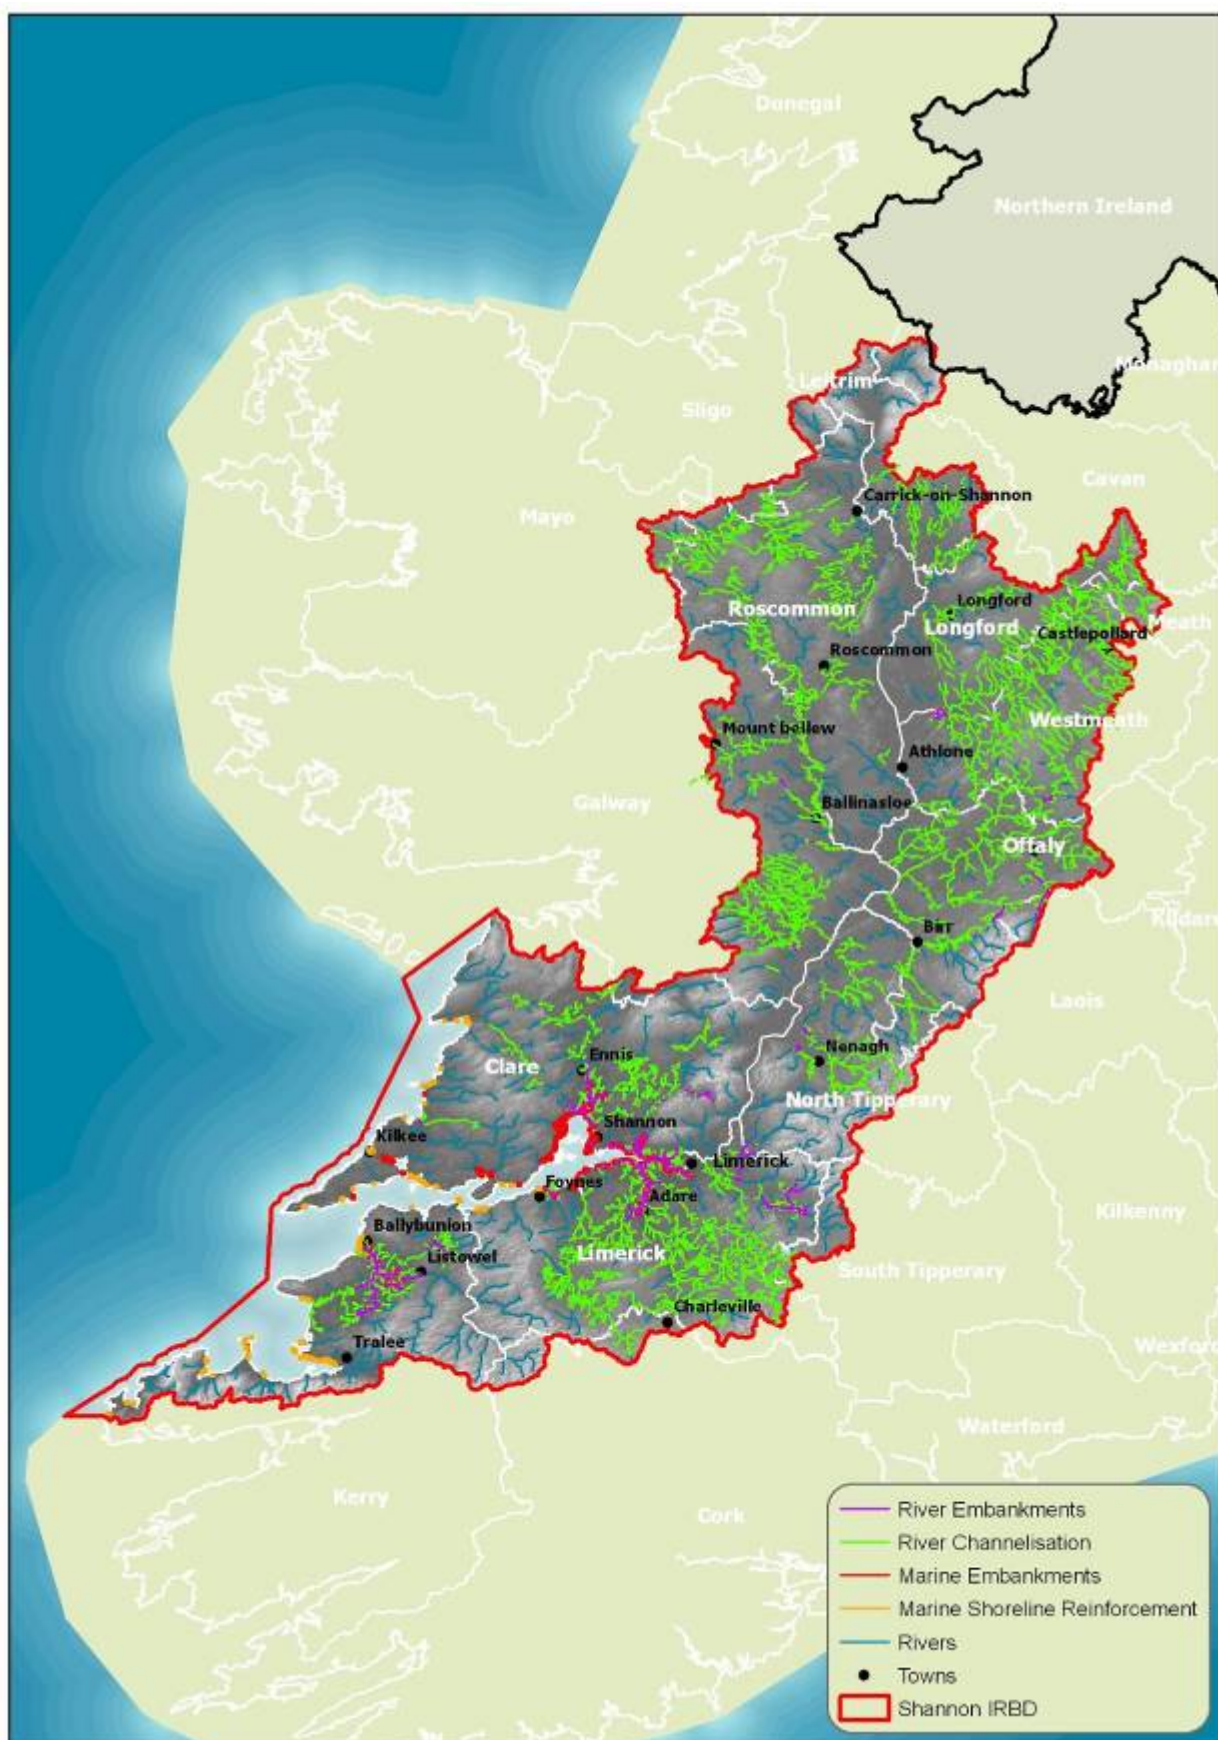 Donegal
Northern Ireland
Monaghan
Leitrim
Sligo
Cavan
Carrick-on-Shannon
Mayo
Longford
Roscommon
Longford
Meath
Castlepollard
Roscommon
Westmeath
Mount bellew
Athlone
Galway
Ballinasloe
Offaly
Kildare
Birr
Laois
Nenagh
Ennis
Clare
North Tipperary
Shannon
Kilkee
Limerick
Foynes
Adare
Kilkenny
Ballybunion
Limerick
Listowel
South Tipperary
Charleville
Tralee
Wexford
Waterford
Kerry
Cork
River Embankments
River Channelisation
Marine Embankments
Marine Shoreline Reinforcement
Rivers
Towns
Shannon IRBD